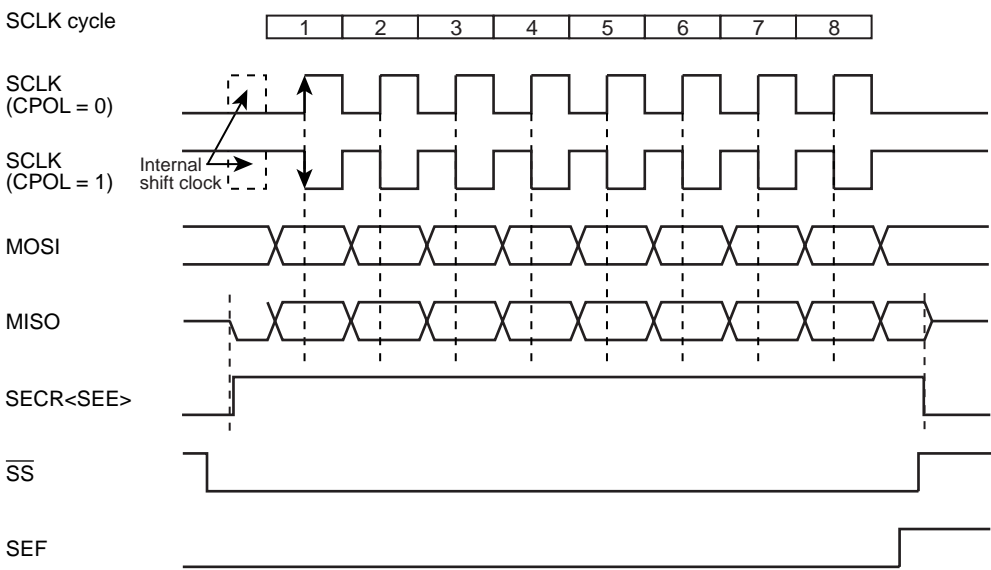 SCLK cycle
1 2 3 4 5 6 7 8
SCLK
(CPOL = 0)
SCLK
(CPOL = 1)
Internal
shift clock
MOSI
MISO
SECR<SEE>
SS
SEF